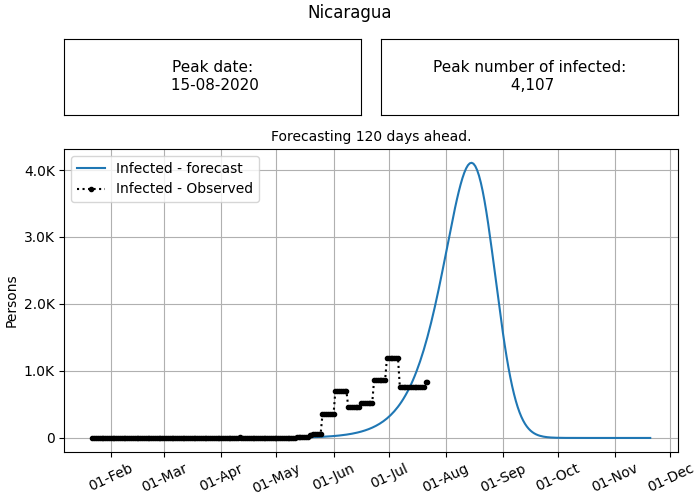 Nicaragua
Peak date:
15-08-2020
Peak number of infected:
4,107
Forecasting 120 days ahead.
Infected - forecast
Infected - Observed
4.0K
3.0K
2.0K
1.0K
0
Persons
01-Feb
01-Mar
01-Apr
01-May
01-Jun
01-Jul
01-Aug
01-Sep
01-Oct
01-Nov
01-Dec